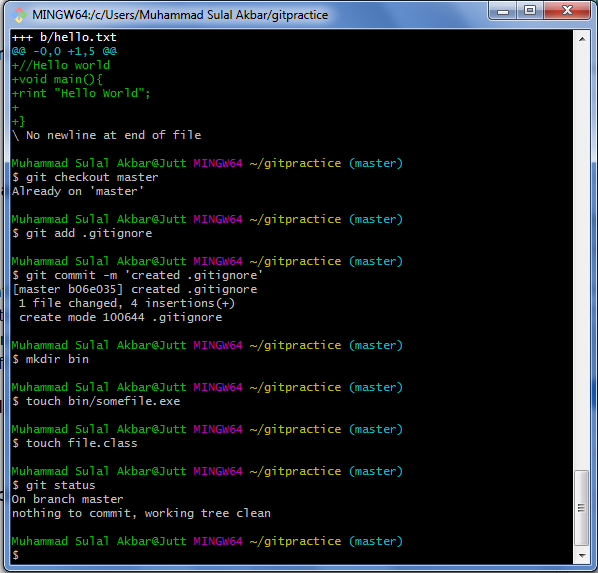 MINGW64:/c/Users/Muhammad Sulal Akbar/gitpractice
+++ b/hello.txt
@@ -0,0 +1,5 @@
+//Hello world
+void main(){
+rint "Hello World";
+
+}
\ No newline at end of file
Muhammad Sulal Akbar@Jutt MINGW64 ~/gitpractice (master)
$ git checkout master
Already on 'master'
Muhammad Sulal Akbar@Jutt MINGW64 ~/gitpractice (master)
$ git add .gitignore
Muhammad Sulal Akbar@Jutt MINGW64 ~/gitpractice (master)
$ git commit -m 'created .gitignore'
[master b06e035] created .gitignore
 1 file changed, 4 insertions(+)
 create mode 100644 .gitignore
Muhammad Sulal Akbar@Jutt MINGW64 ~/gitpractice (master)
$ mkdir bin
Muhammad Sulal Akbar@Jutt MINGW64 ~/gitpractice (master)
$ touch bin/somefile.exe
Muhammad Sulal Akbar@Jutt MINGW64 ~/gitpractice (master)
$ touch file.class
Muhammad Sulal Akbar@Jutt MINGW64 ~/gitpractice (master)
$ git status
On branch master
nothing to commit, working tree clean
Muhammad Sulal Akbar@Jutt MINGW64 ~/gitpractice (master)
$